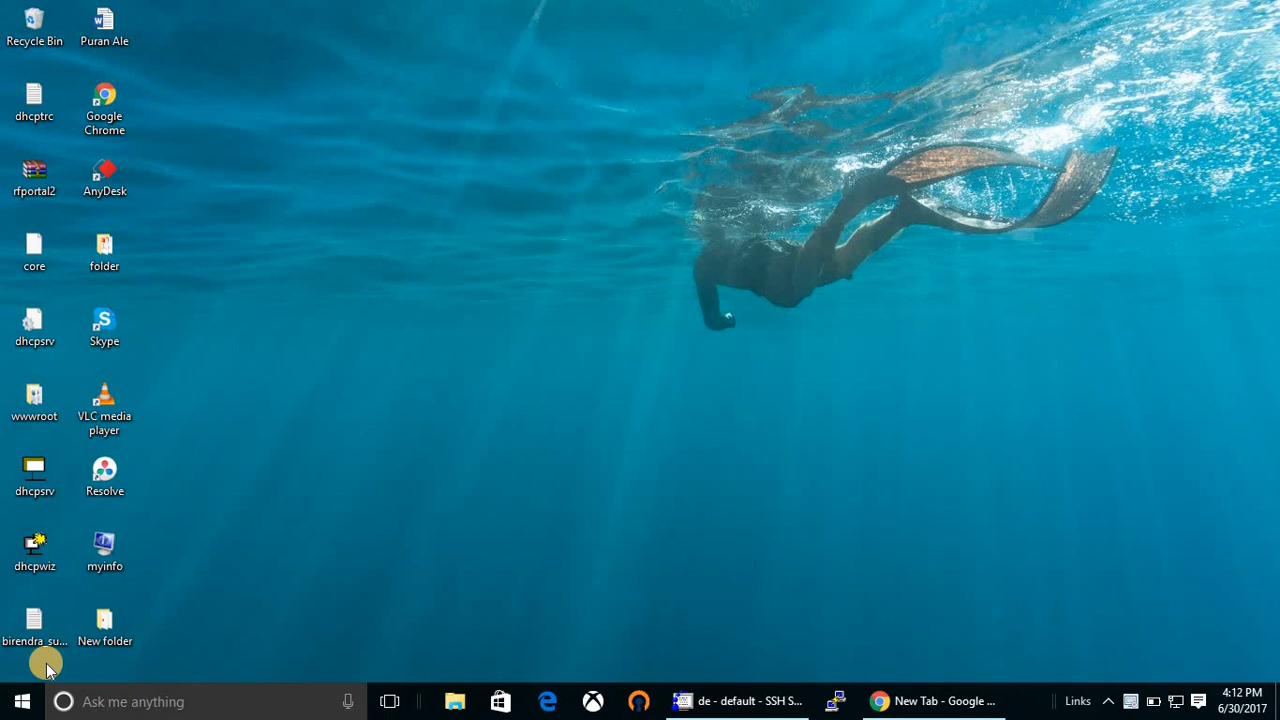 Recycle Bin
Puran Ale
dhcptrc
Google
Chrome
rfportal2
AnyDesk
core
folder
dhcpsrv
Skype
wwwroot
VLC media
player
dhcpsrv
Resolve
dhcpwiz
myinfo
birendra_su...
New folder
Ask me anything
de - default - SSH S...
New Tab - Google ...
Links
4:12 PM
6/30/2017